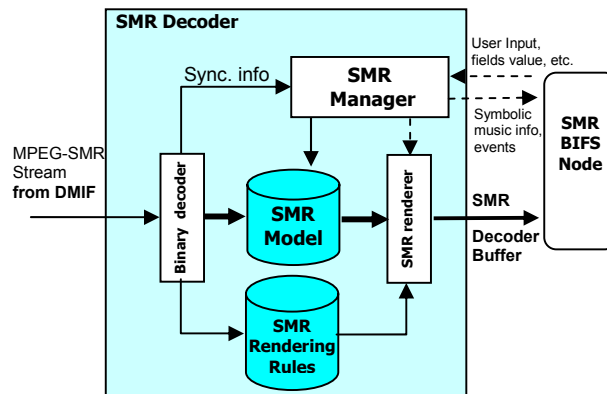 SMR Decoder
User Input,
fields value, etc.
Sync. info
SMR
Manager
Symbolic
music info,
events
SMR
BIFS
Node
MPEG-SMR
Stream
from DMIF
Binary decoder
SMR
Model
SMR renderer
SMR
Decoder
Buffer
SMR
Rendering
Rules